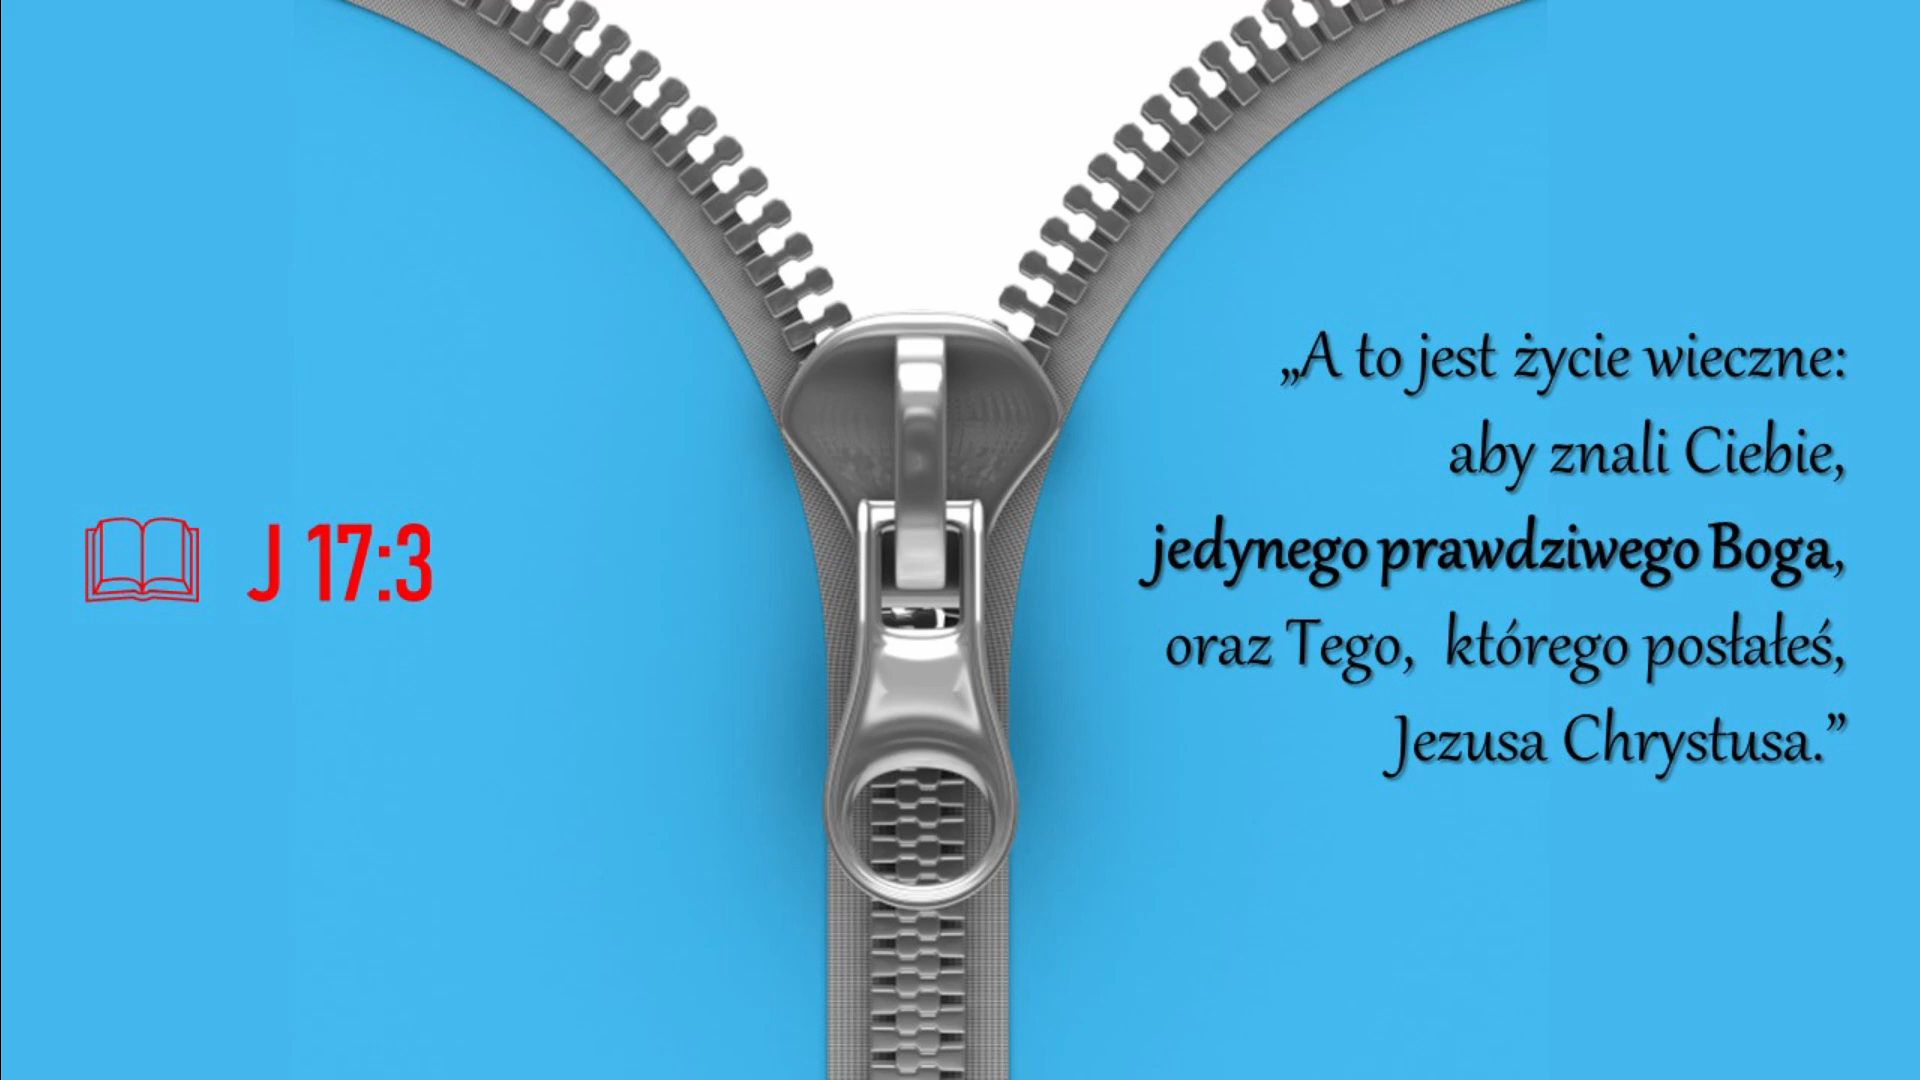 J 17:3
„A to jest życie wieczne:
aby znali Ciebie,
jedynego prawdziwego Boga,
oraz Tego, którego posłałeś,
Jezusa Chrystusa.”